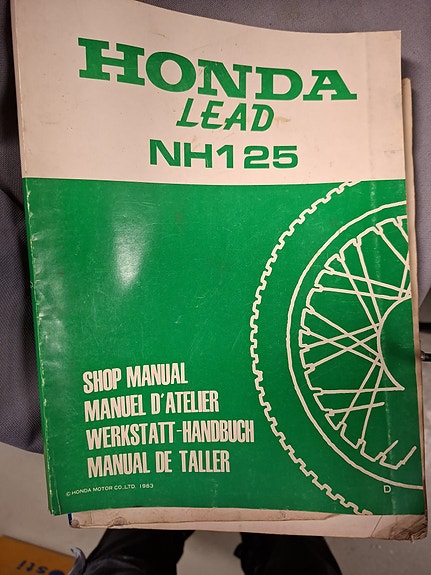 HONDA
LEAD
NH125
SHOP MANUAL
MANUEL D'ATELIER
WERKSTATT-HANDBUCH
MANUAL DE TALLER
© HONDA MOTOR CO., LTD. 1983
D